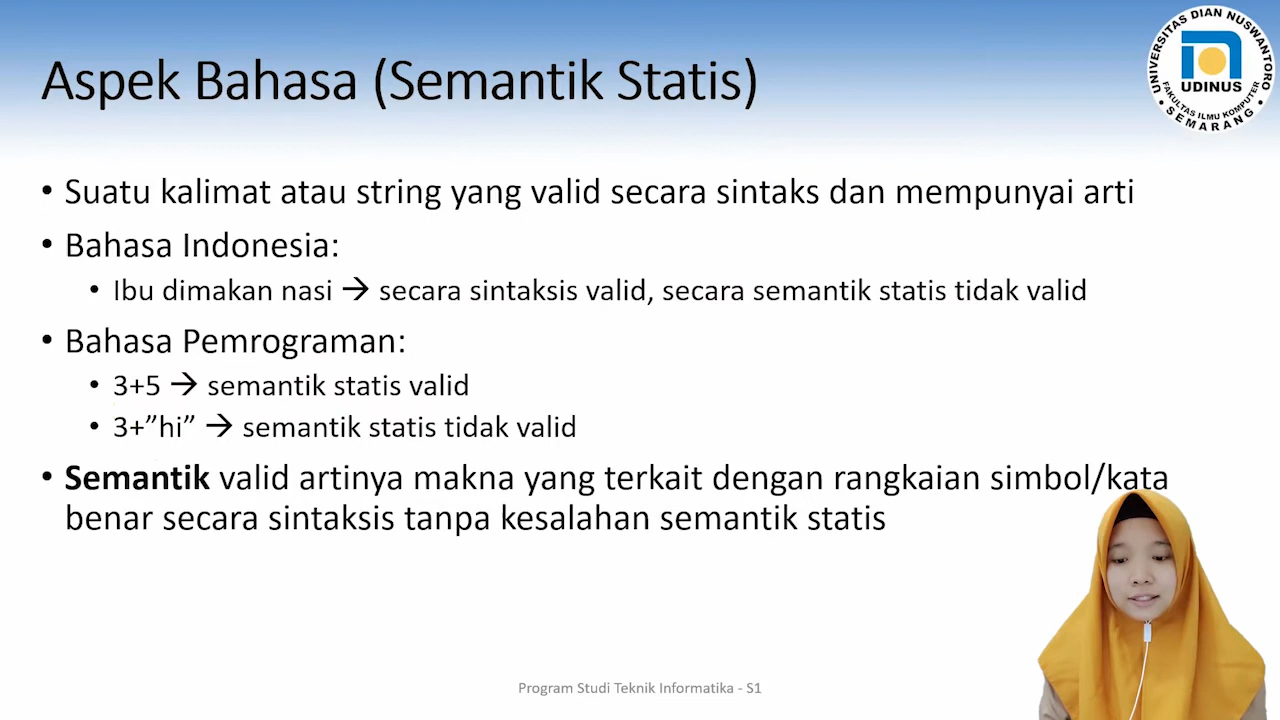 Aspek Bahasa (Semantik Statis)
UNIVERSITAS DIAN NUSWANTORO
UDINUS
FAKULTAS ILMU KOMPUTER
• SEMARANG •
• Suatu kalimat atau string yang valid secara sintaks dan mempunyai arti
• Bahasa Indonesia:
• Ibu dimakan nasi → secara sintaksis valid, secara semantik statis tidak valid
• Bahasa Pemrograman:
• 3+5 → semantik statis valid
• 3+”hi” → semantik statis tidak valid
• Semantik valid artinya makna yang terkait dengan rangkaian simbol/kata
benar secara sintaksis tanpa kesalahan semantik statis
Program Studi Teknik Informatika - S1